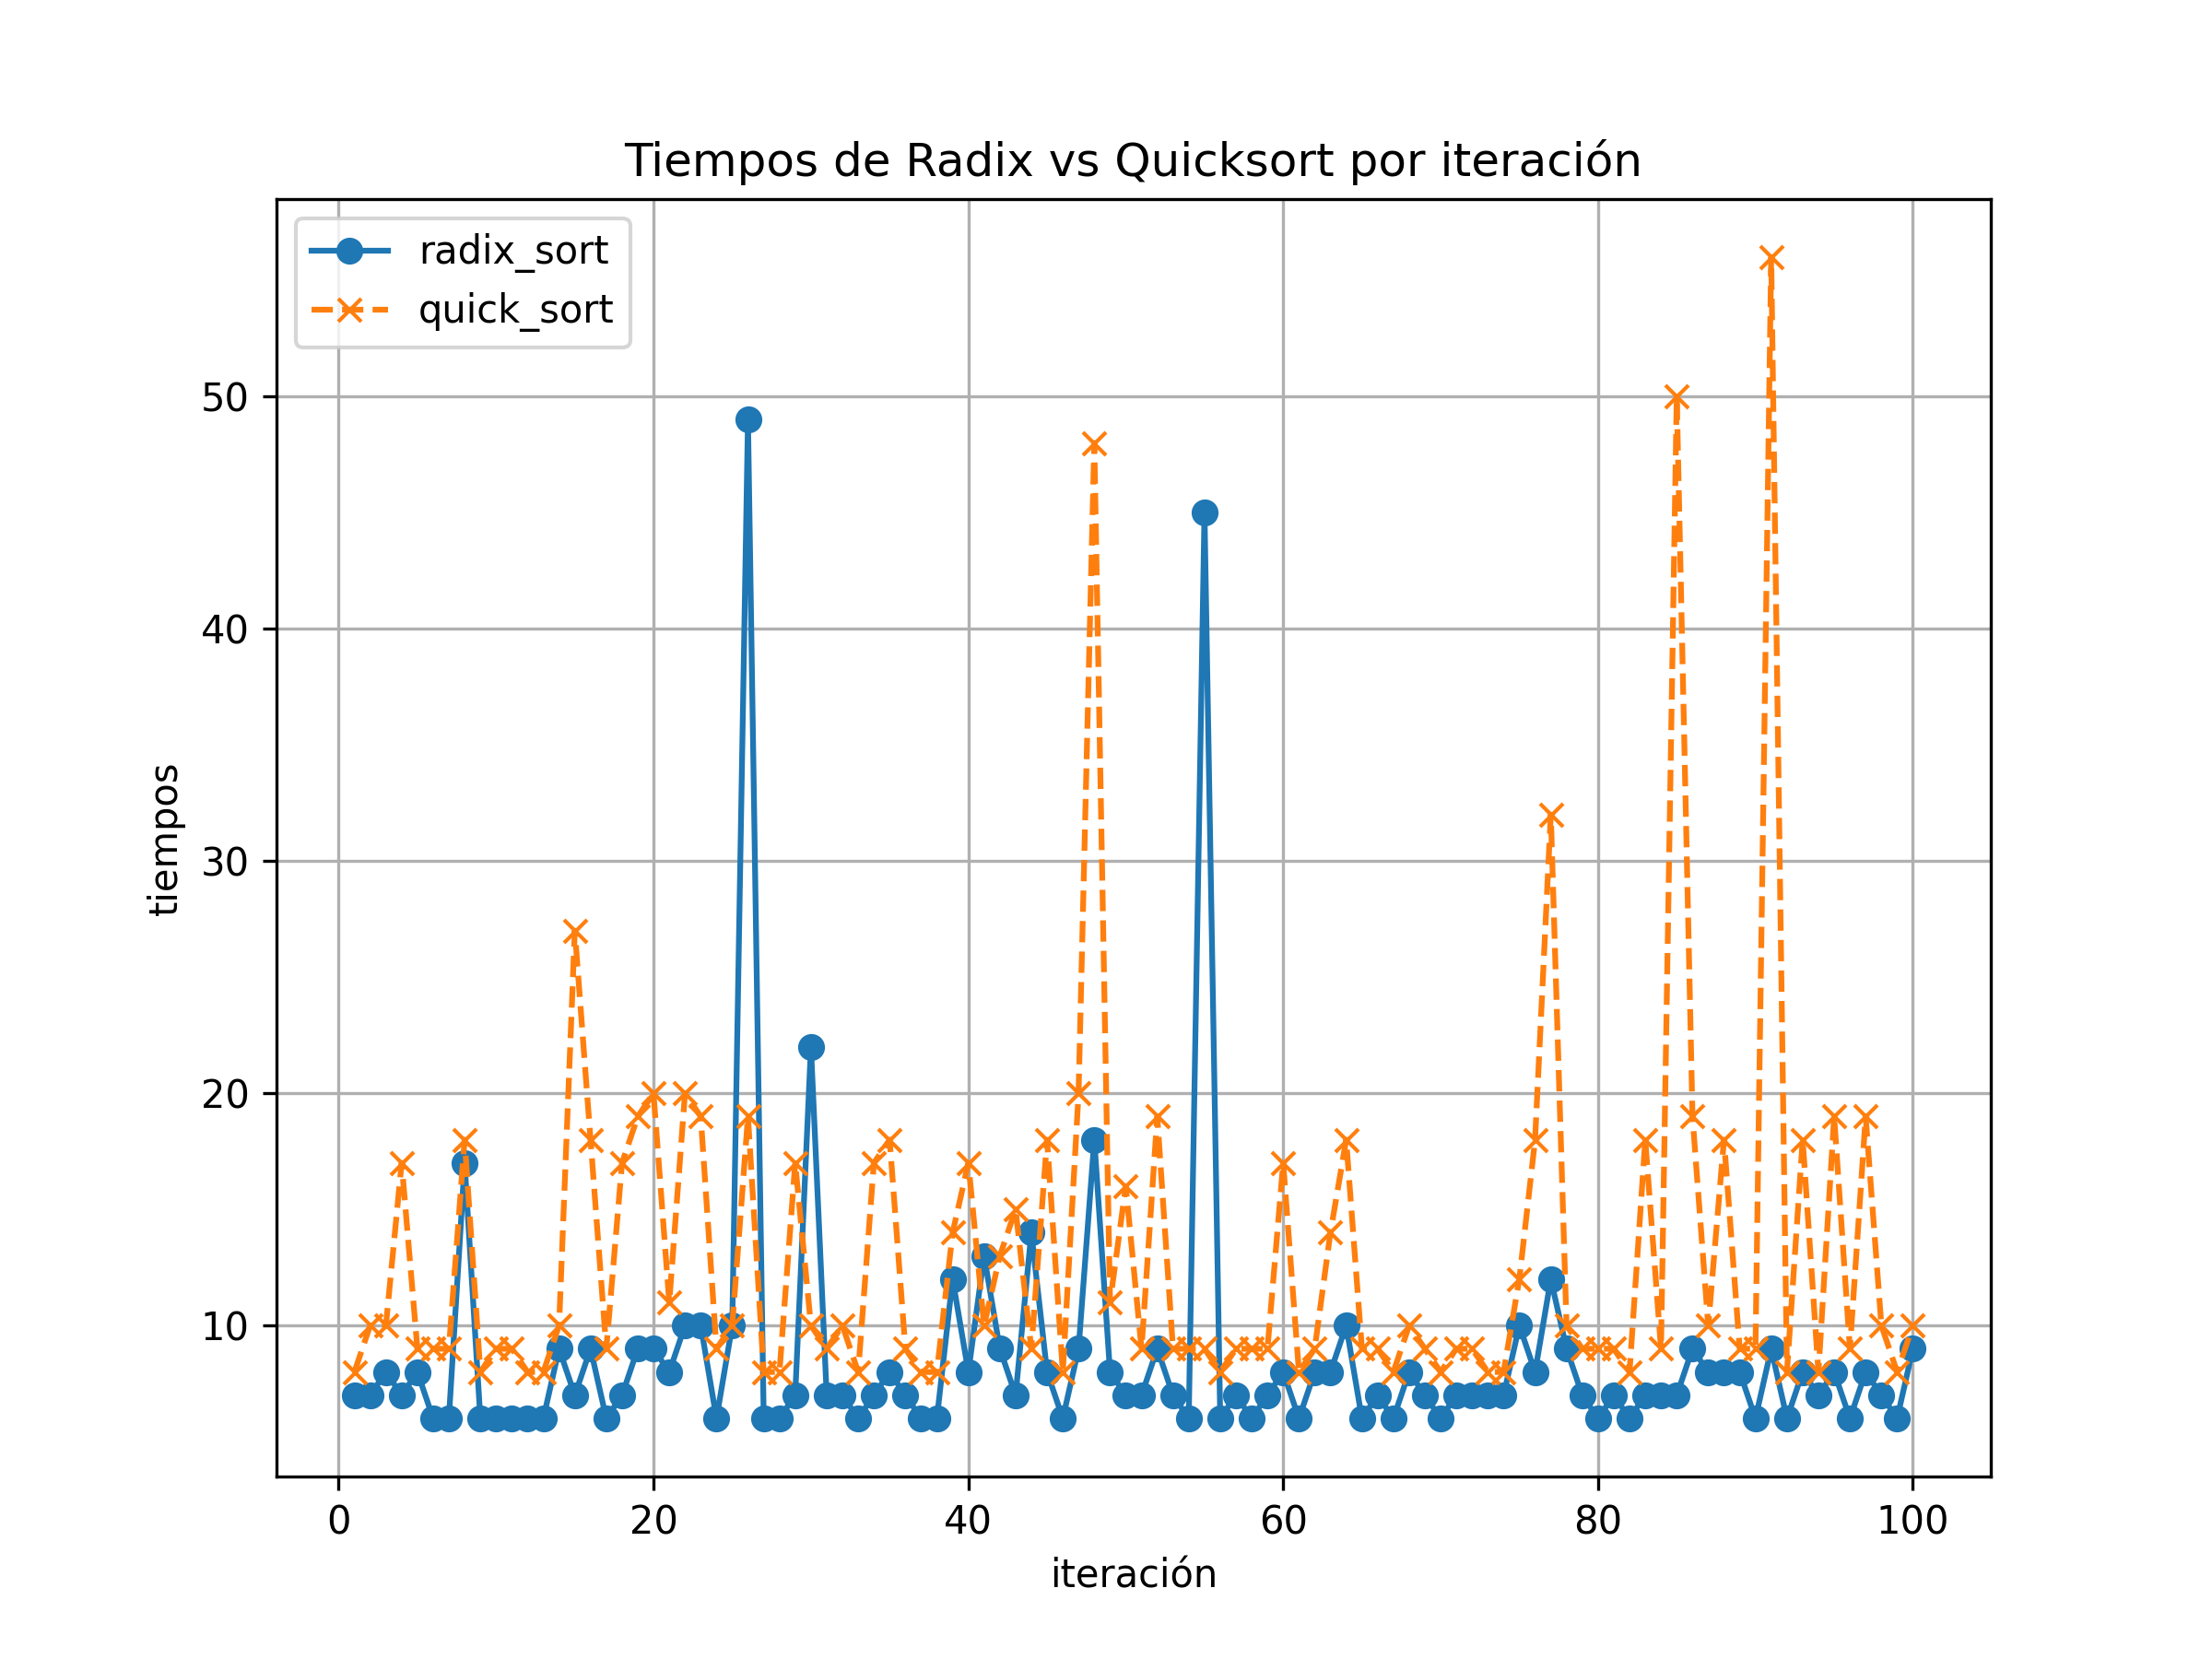 Tiempos de Radix vs Quicksort por iteración
radix_sort
quick_sort
50
40
30
20
10
tiempos
0 20 40 60 80 100
iteración